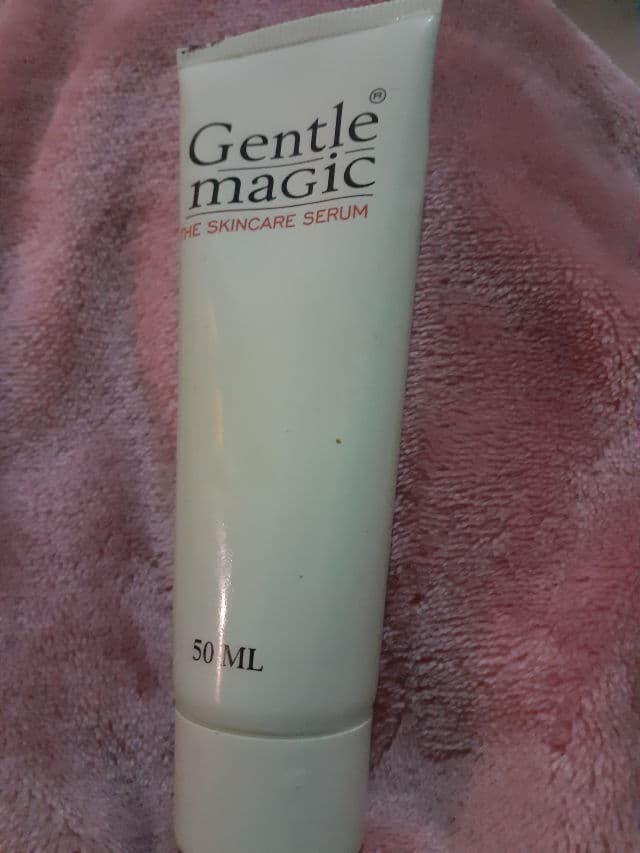 Gentle®
magic
THE SKINCARE SERUM
50 ML